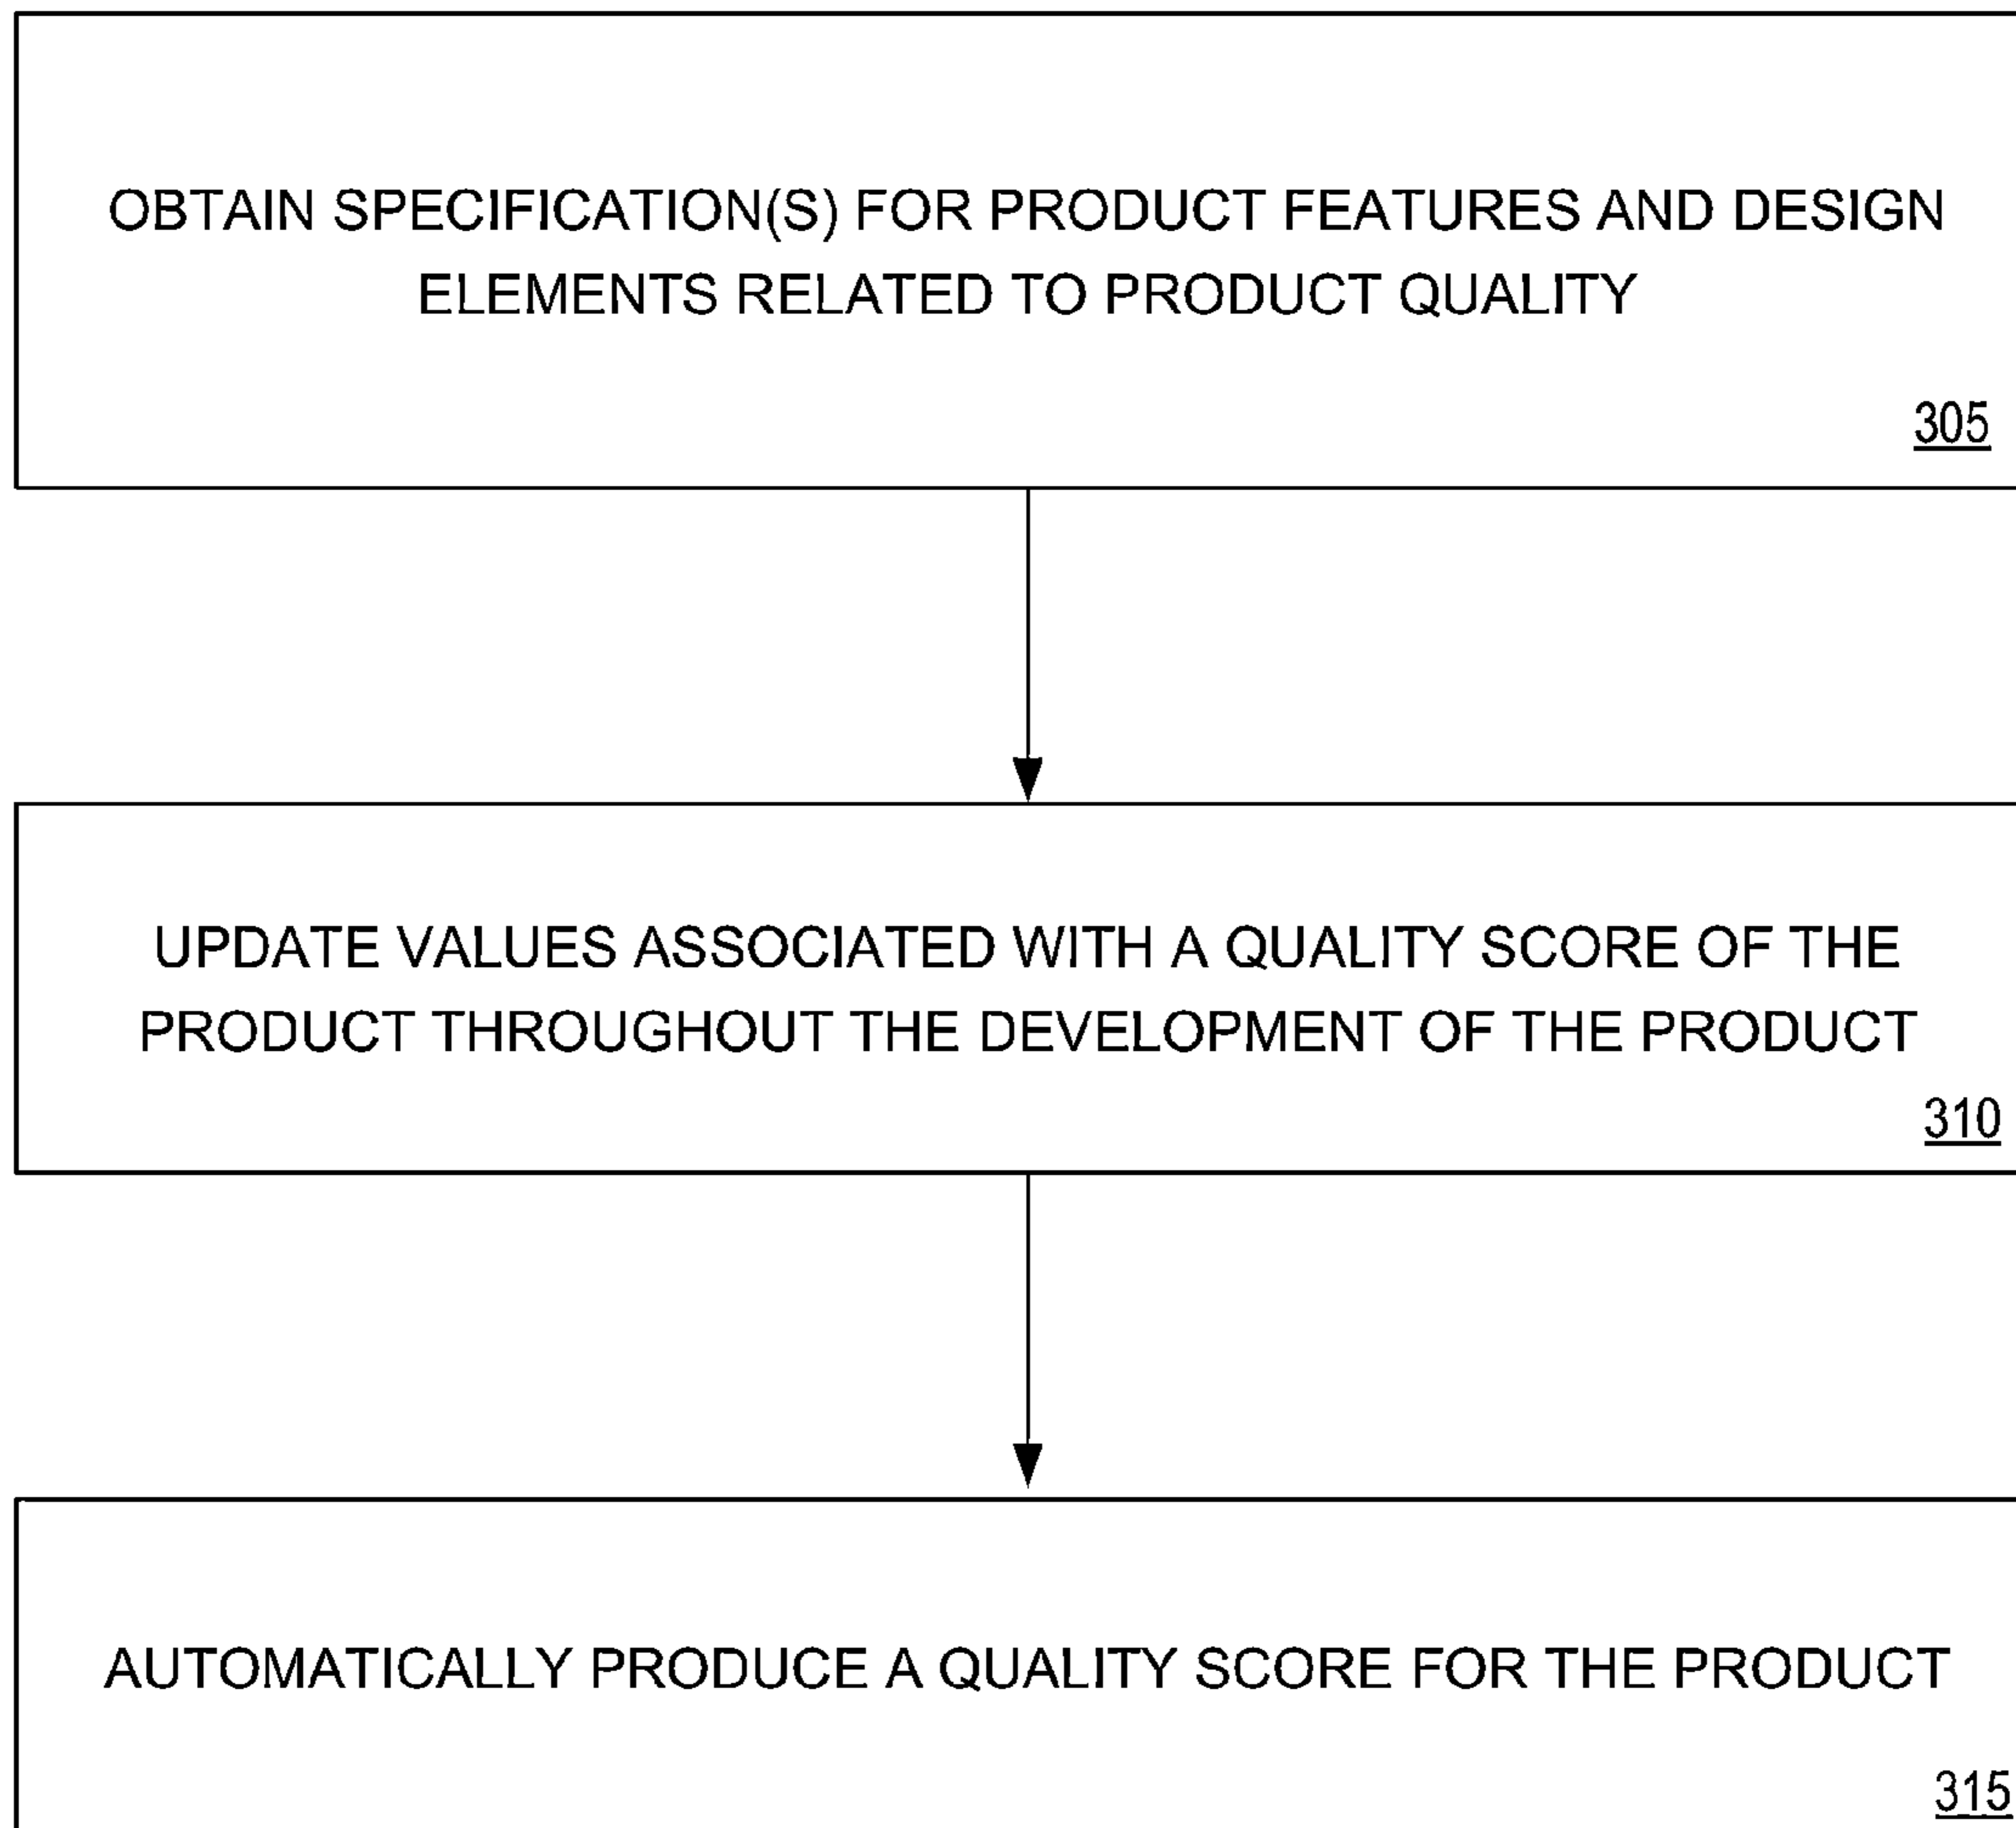 OBTAIN SPECIFICATION(S) FOR PRODUCT FEATURES AND DESIGN
ELEMENTS RELATED TO PRODUCT QUALITY
305
UPDATE VALUES ASSOCIATED WITH A QUALITY SCORE OF THE
PRODUCT THROUGHOUT THE DEVELOPMENT OF THE PRODUCT
310
AUTOMATICALLY PRODUCE A QUALITY SCORE FOR THE PRODUCT
315